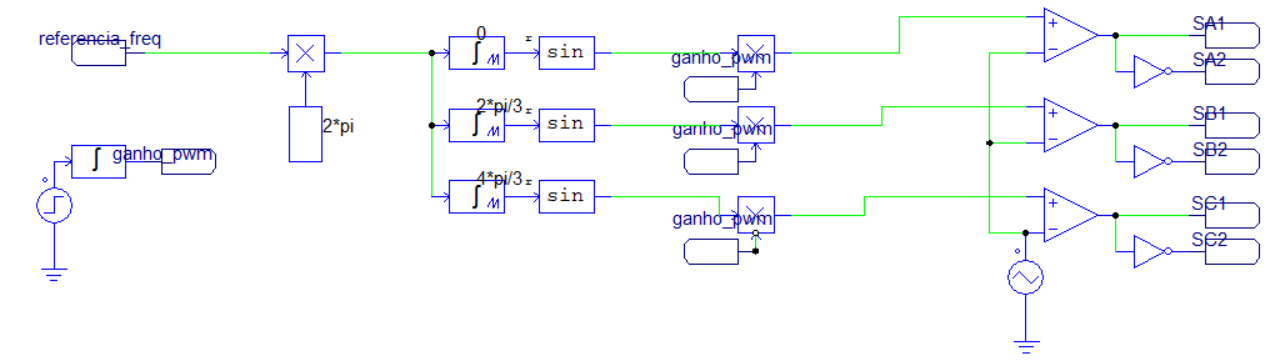 referencia_freq
2*pi
ganho_pwm
0
sin
2*pi/3
sin
4*pi/3
sin
ganho_pwm
ganho_pwm
ganho_pwm
SA1
SA2
SB1
SB2
SC1
SC2